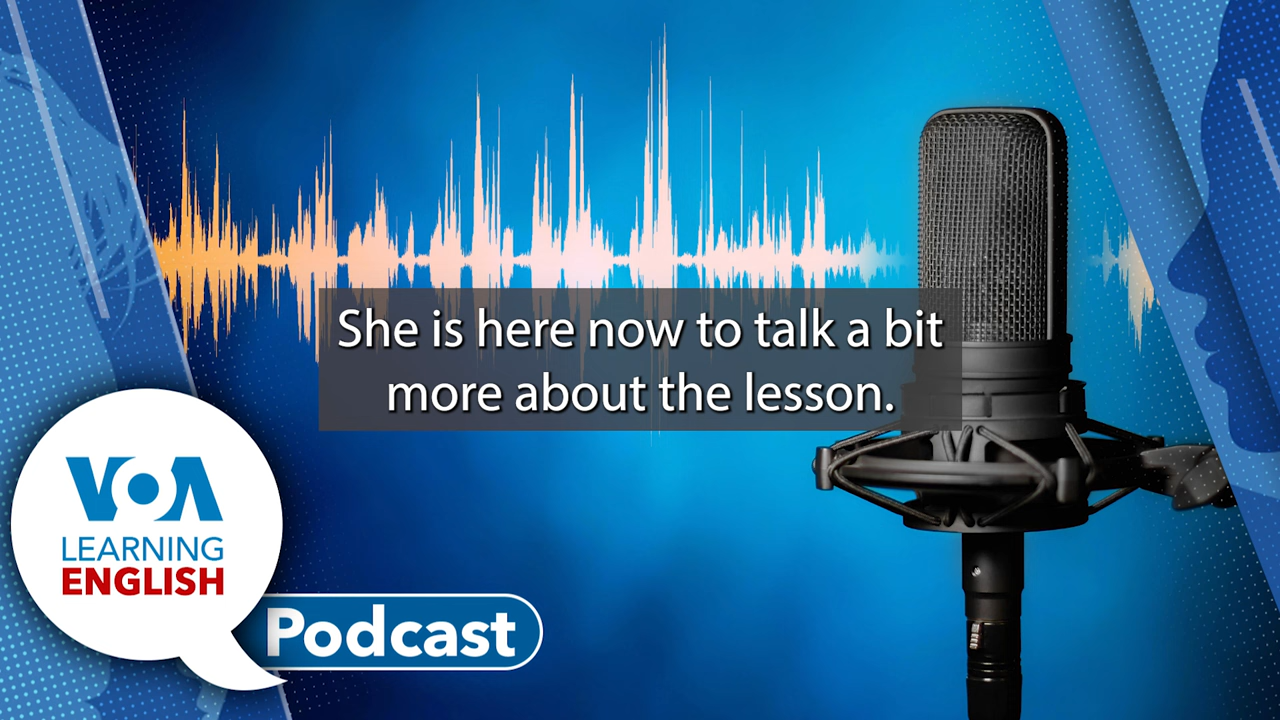 She is here now to talk a bit
more about the lesson.
VOA
LEARNING
ENGLISH
Podcast